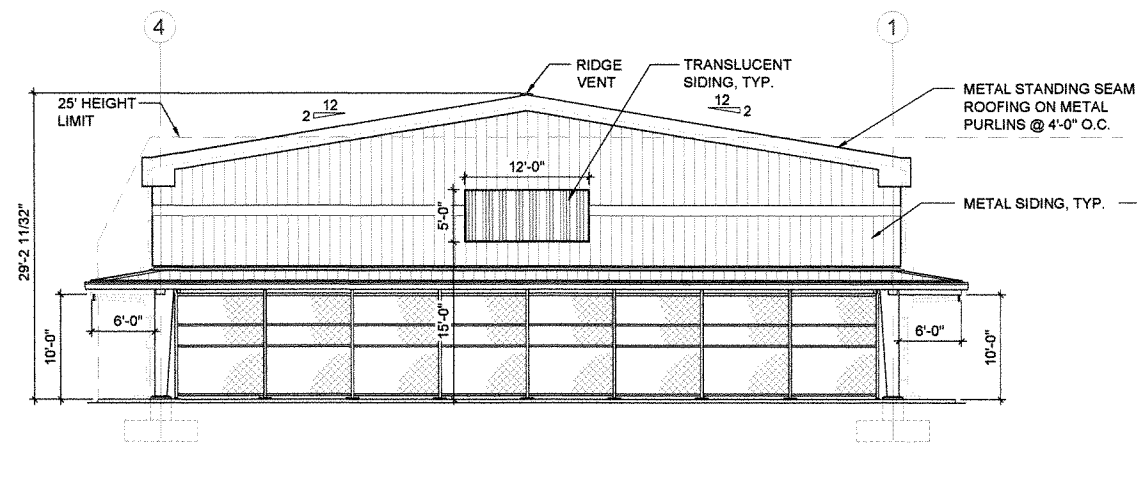 4
1
RIDGE
VENT
TRANSLUCENT
SIDING, TYP.
25' HEIGHT
LIMIT
12
2
12
2
METAL STANDING SEAM
ROOFING ON METAL
PURLINS @ 4'-0" O.C.
12'-0"
5'-0"
METAL SIDING, TYP.
29'-2 11/32"
15'-0"
6'-0"
6'-0"
10'-0"
10'-0"